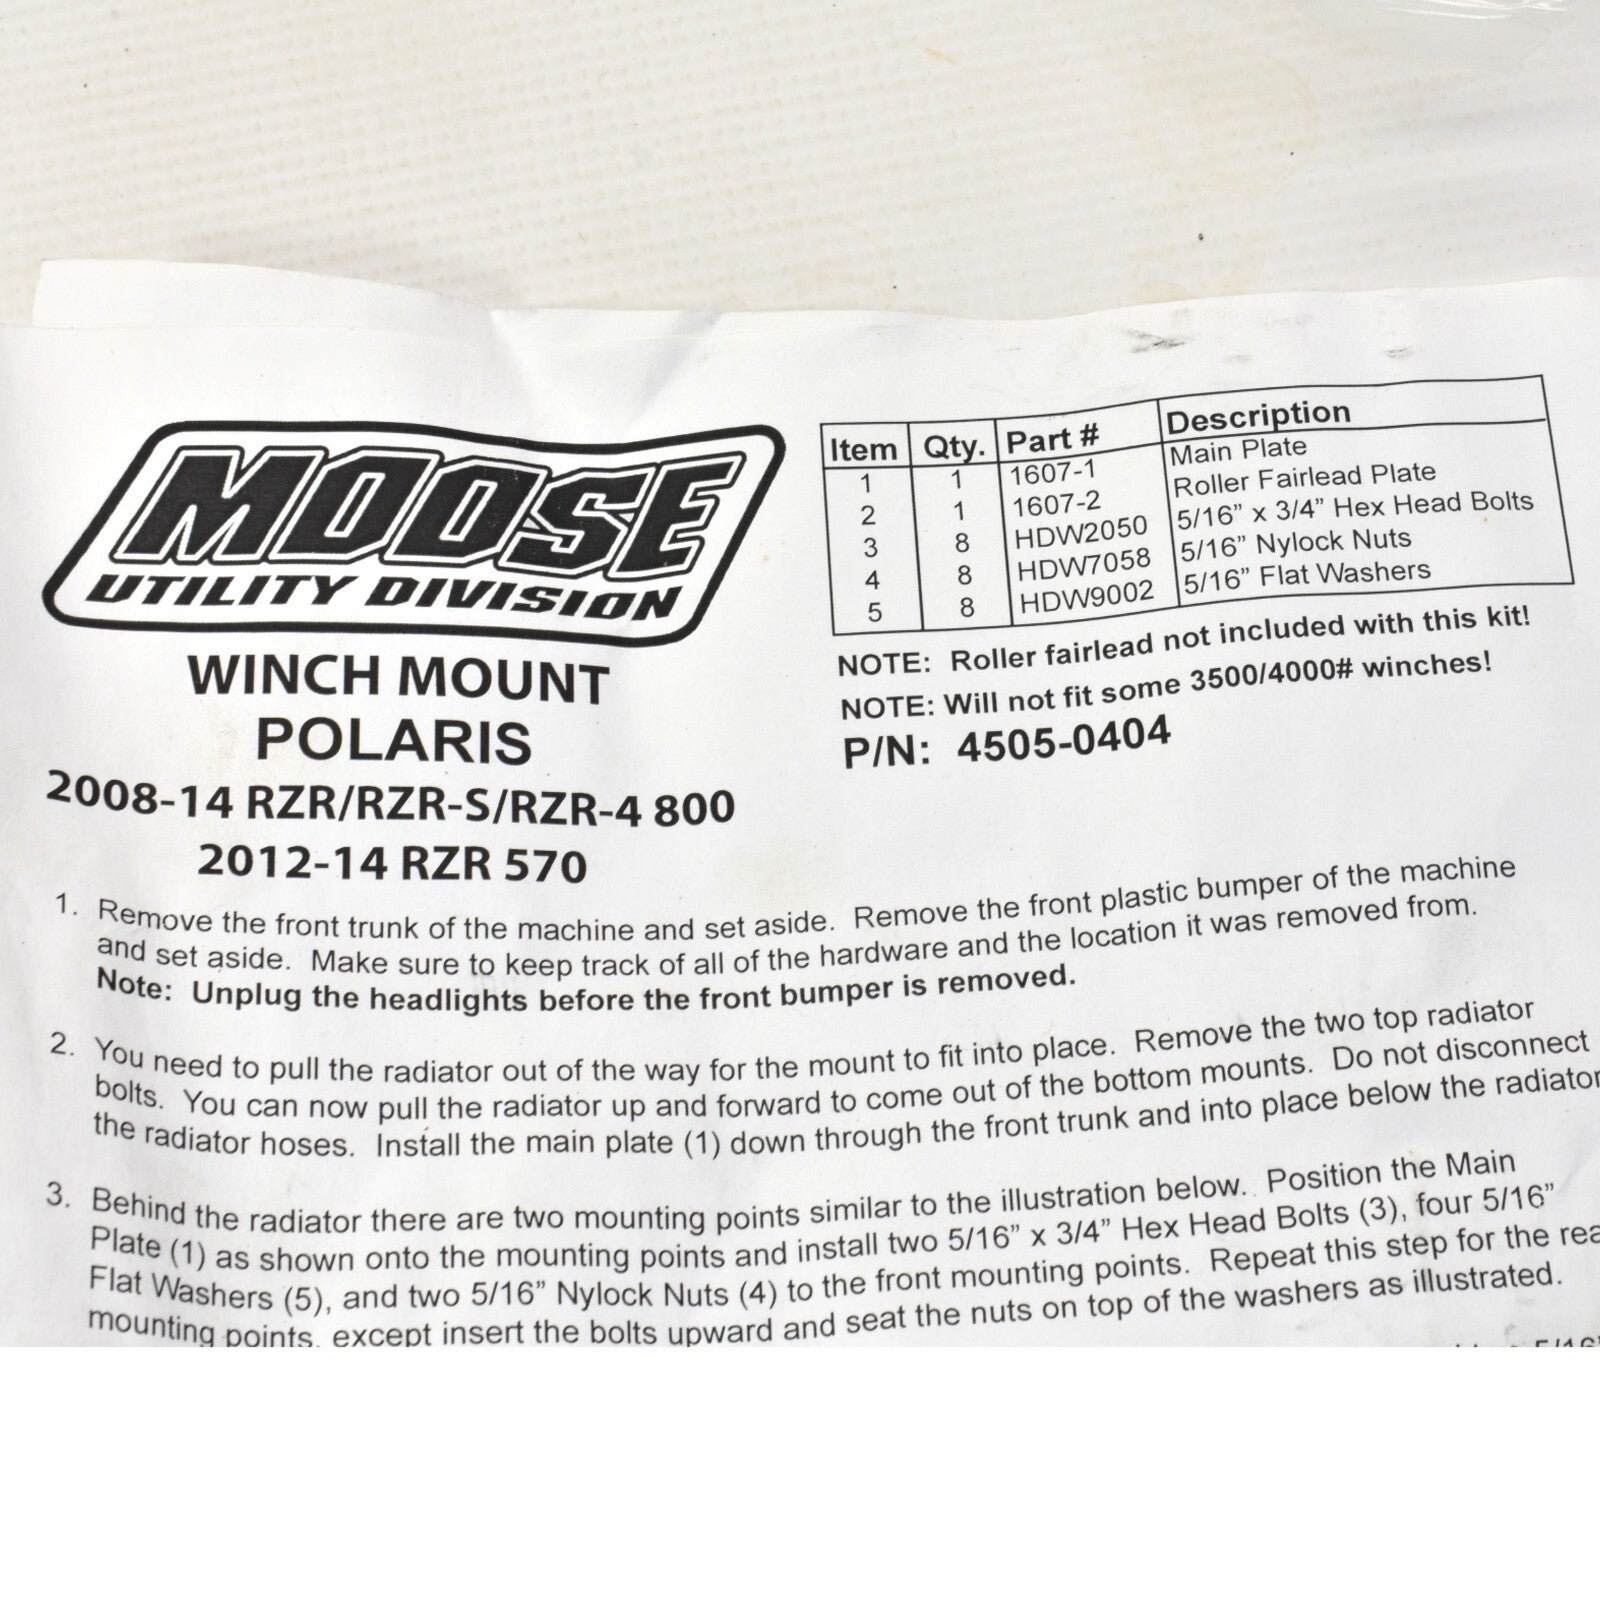 MOOSE
UTILITY DIVISION
WINCH MOUNT
POLARIS
2008-14 RZR/RZR-S/RZR-4 800
2012-14 RZR 570
Item Qty. Part # Description
1 1 1607-1 Main Plate
2 1 1607-2 Roller Fairlead Plate
3 8 HDW2050 5/16" x 3/4" Hex Head Bolts
4 8 HDW7058 5/16" Nylock Nuts
5 8 HDW9002 5/16" Flat Washers
NOTE: Roller fairlead not included with this kit!
NOTE: Will not fit some 3500/4000# winches!
P/N: 4505-0404
1. Remove the front trunk of the machine and set aside. Remove the front plastic bumper of the machine
and set aside. Make sure to keep track of all of the hardware and the location it was removed from.
Note: Unplug the headlights before the front bumper is removed.
2. You need to pull the radiator out of the way for the mount to fit into place. Remove the two top radiator
bolts. You can now pull the radiator up and forward to come out of the bottom mounts. Do not disconnect
the radiator hoses. Install the main plate (1) down through the front trunk and into place below the radiator
3. Behind the radiator there are two mounting points similar to the illustration below. Position the Main
Plate (1) as shown onto the mounting points and install two 5/16" x 3/4" Hex Head Bolts (3), four 5/16"
Flat Washers (5), and two 5/16" Nylock Nuts (4) to the front mounting points. Repeat this step for the rea
mounting points, except insert the bolts upward and seat the nuts on top of the washers as illustrated.